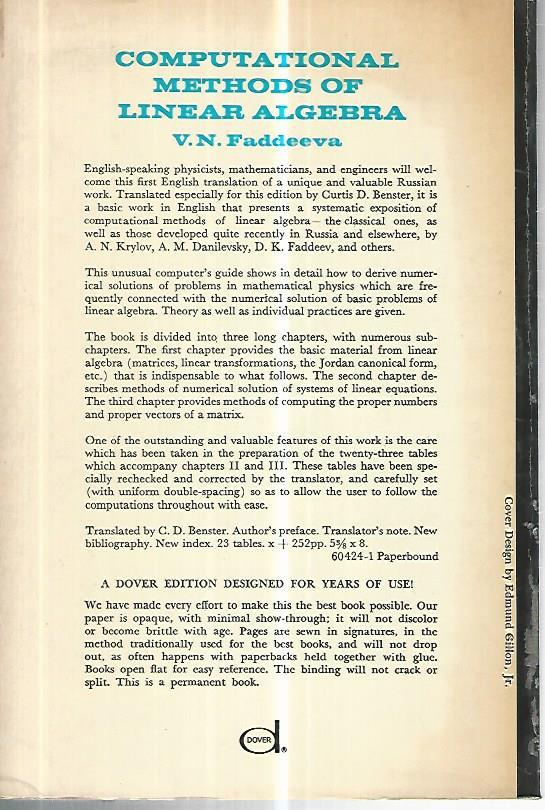 COMPUTATIONAL
METHODS OF
LINEAR ALGEBRA
V. N. Faddeeva
English-speaking physicists, mathematicians, and engineers will wel-
come this first English translation of a unique and valuable Russian
work. Translated especially for this edition by Curtis D. Benster, it is
a basic work in English that presents a systematic exposition of
computational methods of linear algebra—the classical ones, as
well as those developed quite recently in Russia and elsewhere, by
A. N. Krylov, A. M. Danilevsky, D. K. Faddeev, and others.
This unusual computer's guide shows in detail how to derive numer-
ical solutions of problems in mathematical physics which are fre-
quently connected with the numerical solution of basic problems of
linear algebra. Theory as well as individual practices are given.
The book is divided into three long chapters, with numerous sub-
chapters. The first chapter provides the basic material from linear
algebra (matrices, linear transformations, the Jordan canonical form,
etc.) that is indispensable to what follows. The second chapter de-
scribes methods of numerical solution of systems of linear equations.
The third chapter provides methods of computing the proper numbers
and proper vectors of a matrix.
One of the outstanding and valuable features of this work is the care
which has been taken in the preparation of the twenty-three tables
which accompany chapters II and III. These tables have been spe-
cially rechecked and corrected by the translator, and carefully set
(with uniform double-spacing) so as to allow the user to follow the
computations throughout with ease.
Translated by C. D. Benster. Author's preface. Translator's note. New
bibliography. New index. 23 tables. x + 252pp. 5⅜ x 8.
60424-1 Paperbound
A DOVER EDITION DESIGNED FOR YEARS OF USE!
We have made every effort to make this the best book possible. Our
paper is opaque, with minimal show-through; it will not discolor
or become brittle with age. Pages are sewn in signatures, in the
method traditionally used for the best books, and will not drop
out, as often happens with paperbacks held together with glue.
Books open flat for easy reference. The binding will not crack or
split. This is a permanent book.
DOVER
®
Cover Design by Edmund Gillon, Jr.